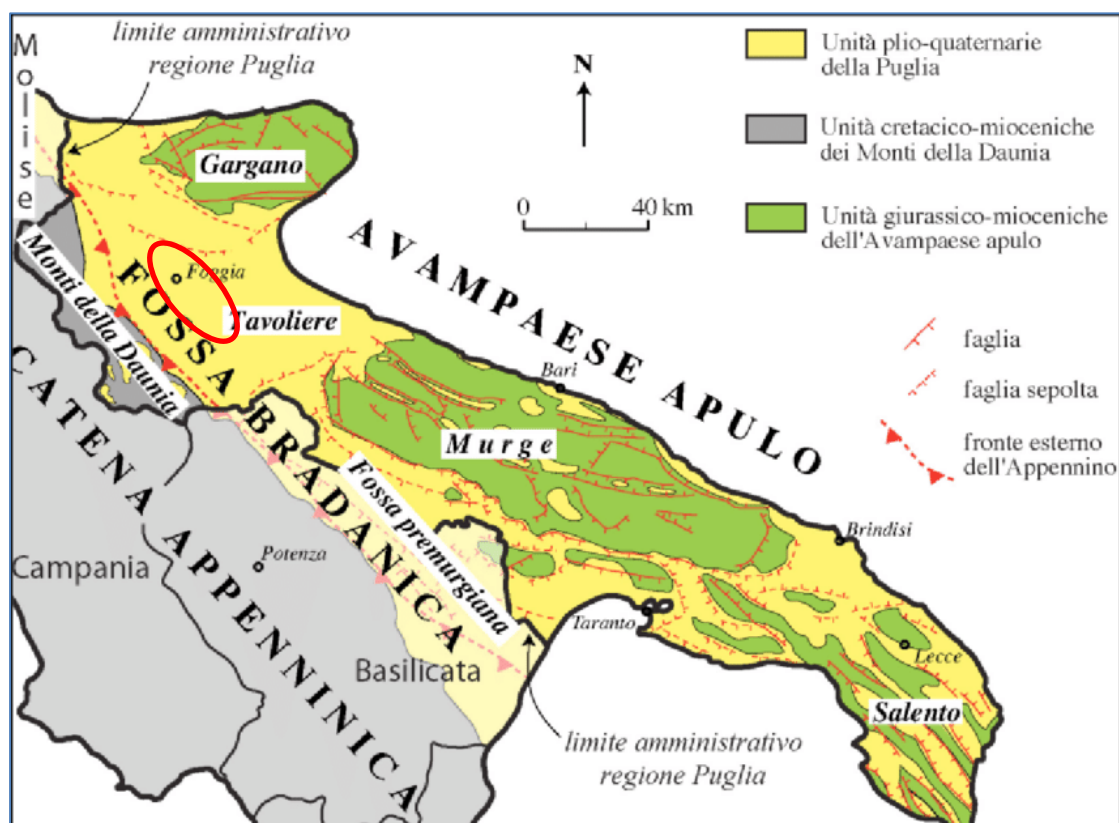 limite amministrativo
regione Puglia
Molise
Unità plio-quaternarie
della Puglia
Unità cretacico-mioceniche
dei Monti della Daunia
Unità giurassico-mioceniche
dell'Avampaese apulo
N
0 40 km
faglia
faglia sepolta
fronte esterno
dell'Appennino
Gargano
AVAMPAESE APULO
Foggia
Monti della Daunia
FOSSA BRADANICA
Tavoliere
Bari
CATENA APPENNINICA
Murge
Fossa premurgiana
Brindisi
Potenza
Campania
Taranto
Lecce
Basilicata
Salento
limite amministrativo
regione Puglia